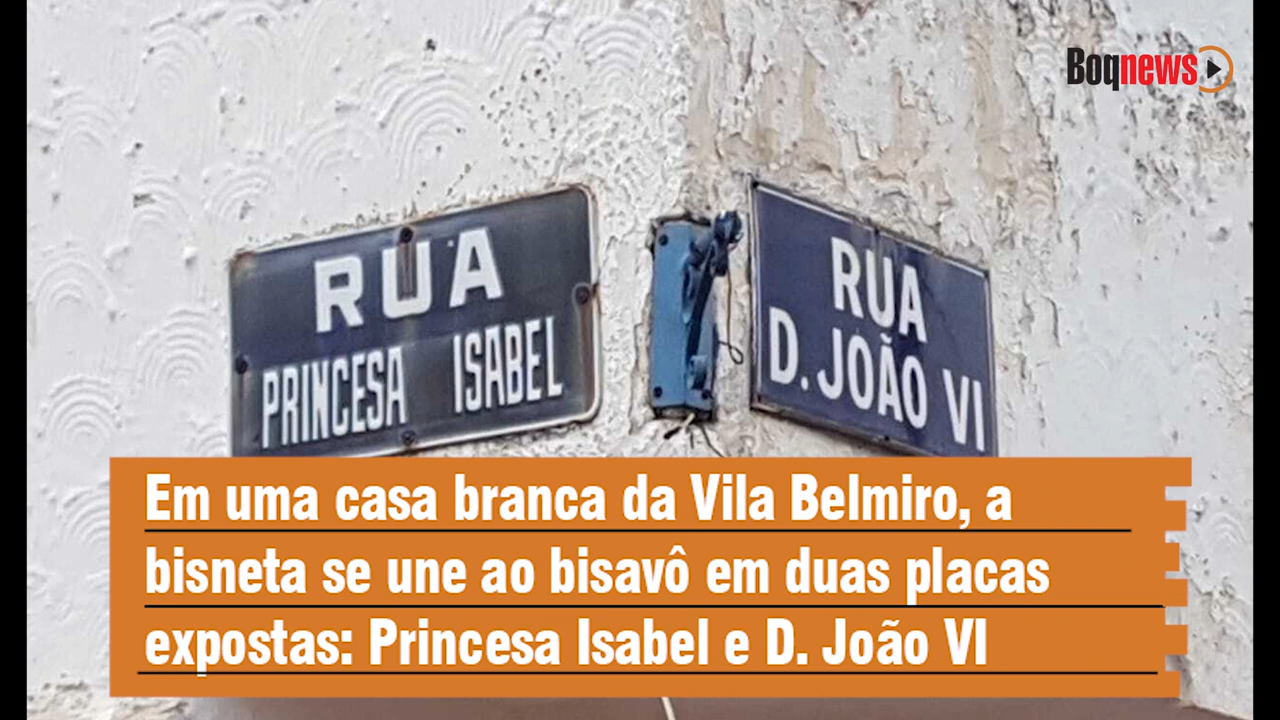 Boqnews
RUA
PRINCESA ISABEL
RUA
D. JOÃO VI
Em uma casa branca da Vila Belmiro, a
bisneta se une ao bisavô em duas placas
expostas: Princesa Isabel e D. João VI